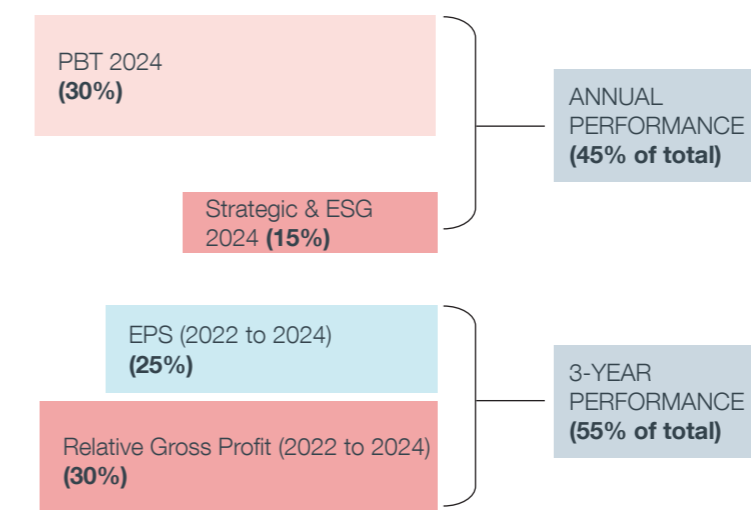 PBT 2024
(30%)
ANNUAL
PERFORMANCE
(45% of total)
Strategic & ESG
2024 (15%)
EPS (2022 to 2024)
(25%)
3-YEAR
PERFORMANCE
(55% of total)
Relative Gross Profit (2022 to 2024)
(30%)